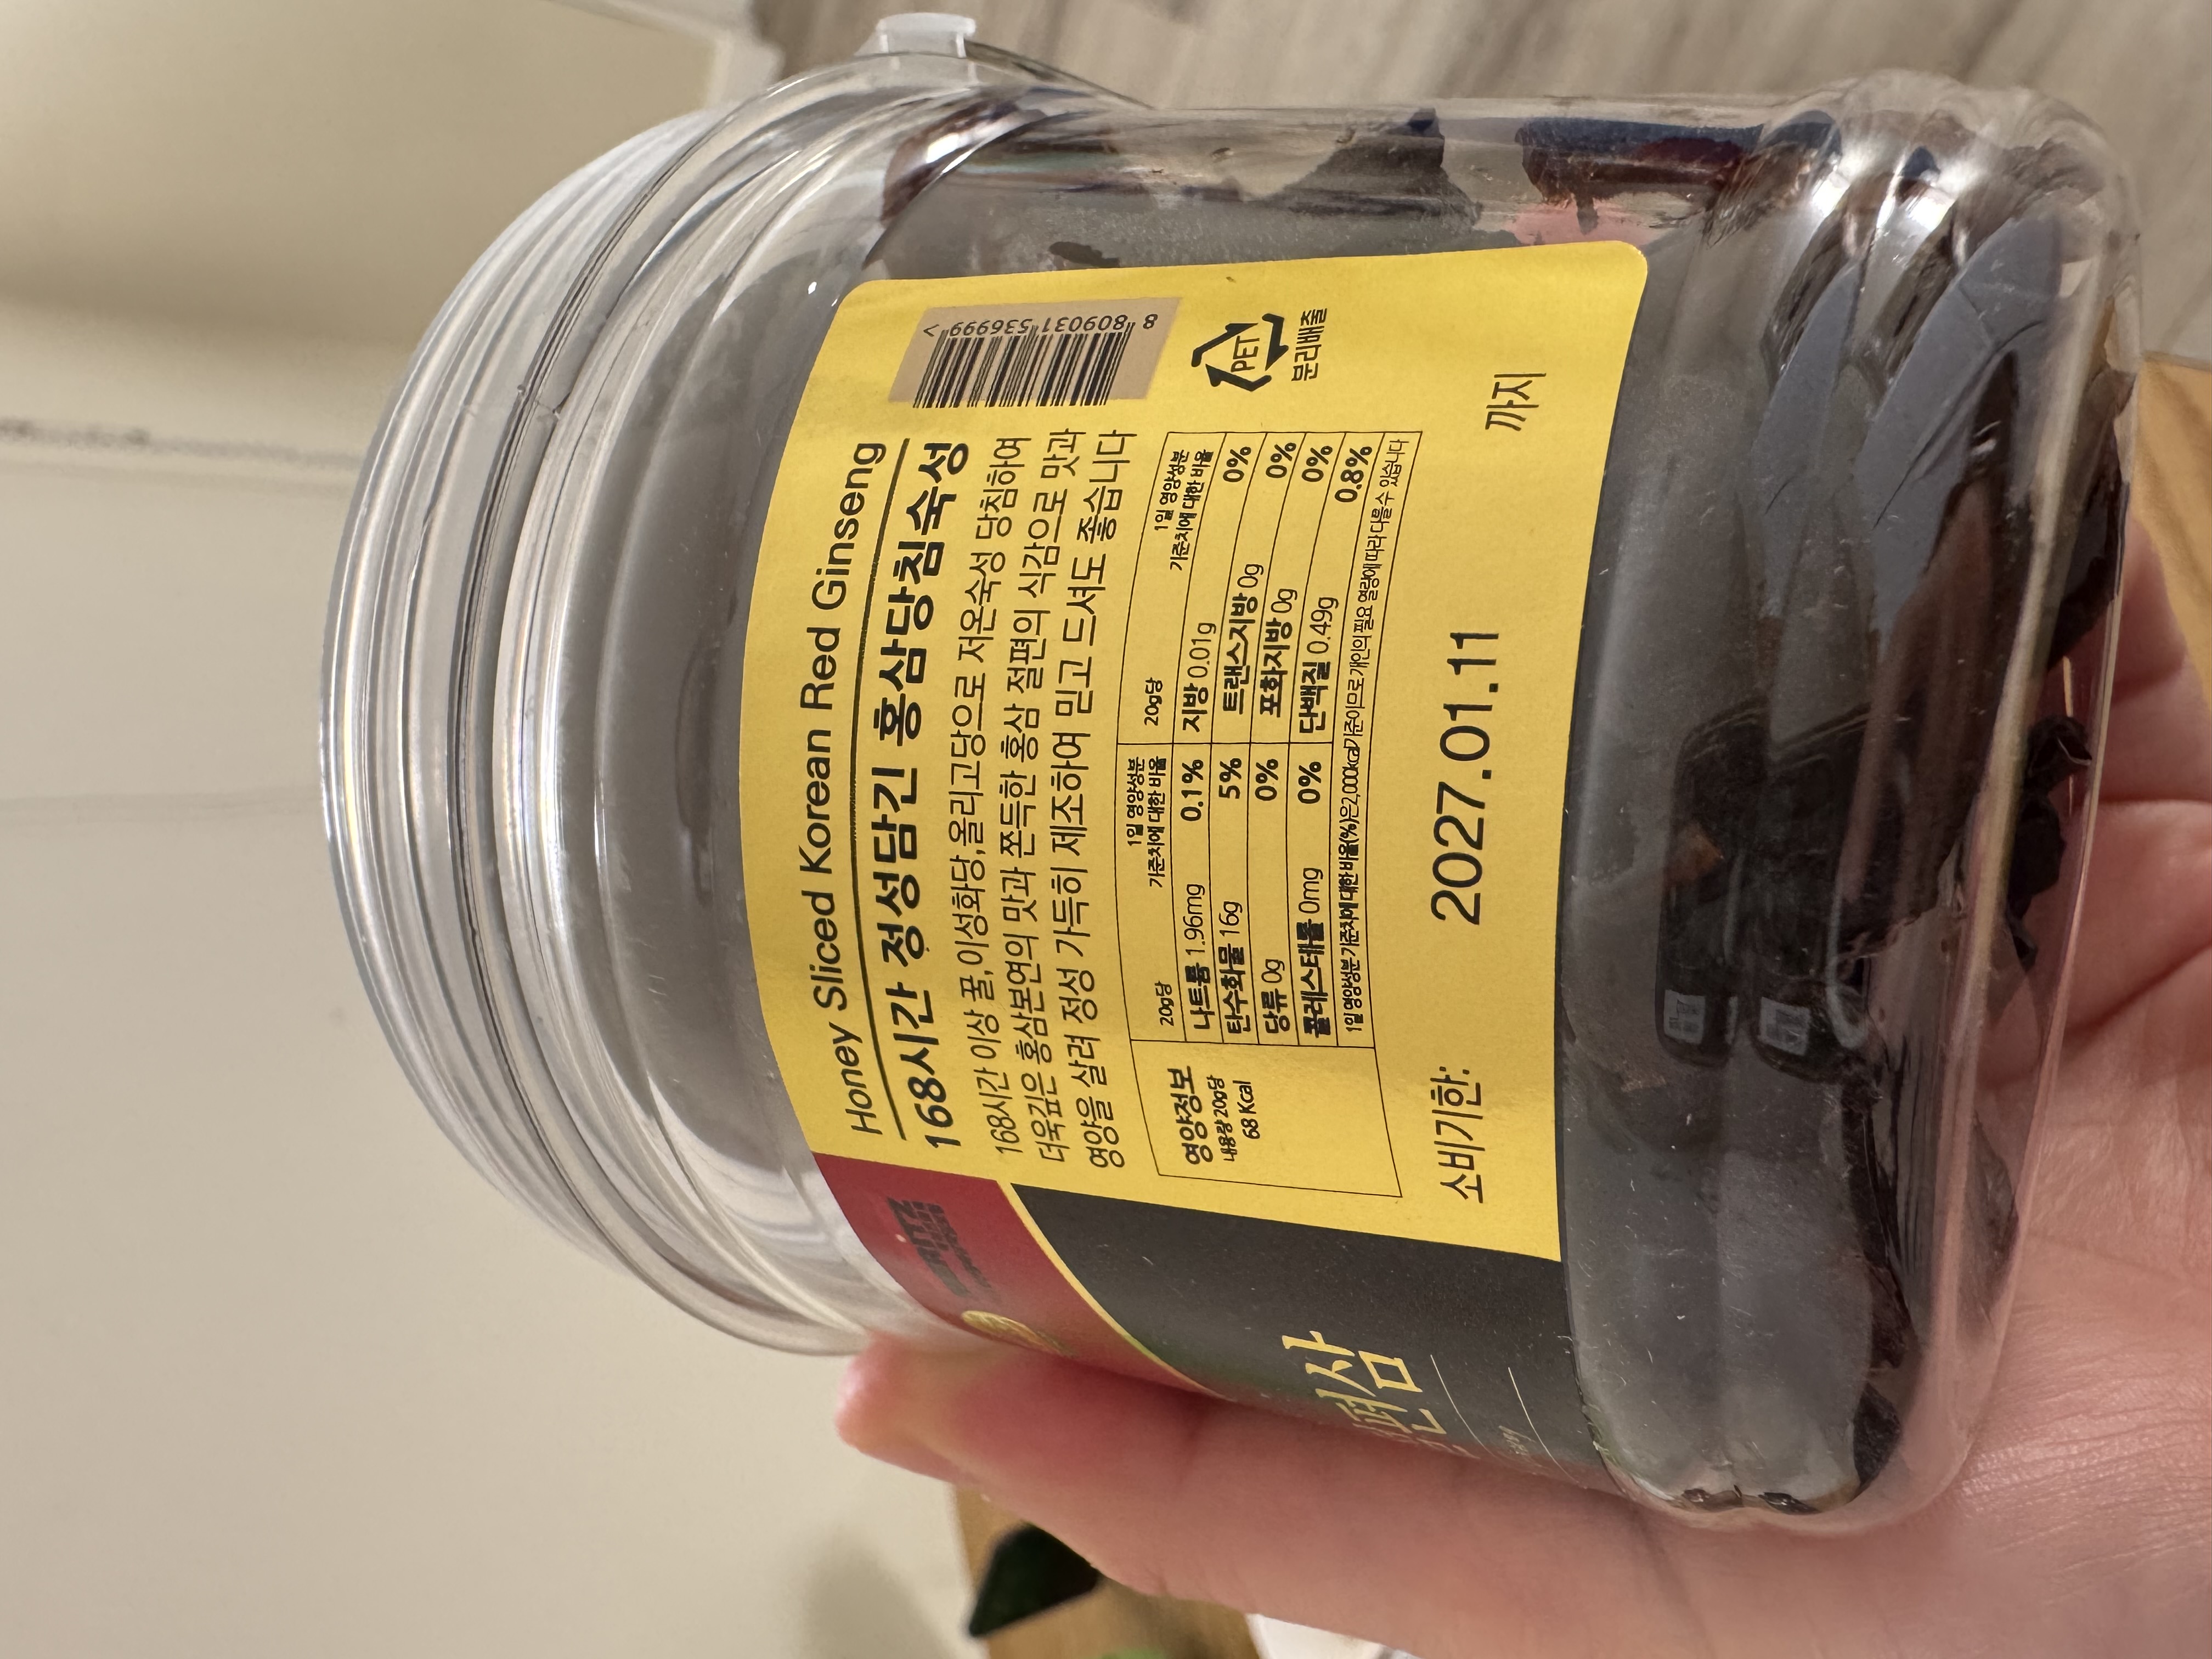 Honey Sliced Korean Red Ginseng
168시간 정성담긴 홍삼당침숙성
168시간 이상 꿀,이성화당,올리고당으로 저온숙성 당침하여
더욱깊은 홍삼본연의 맛과 쫀득한 홍삼 절편의 식감으로 맛과
영양을 살려 정성 가득히 제조하여 믿고 드셔도 좋습니다
영양정보
내용량 20g당
68 Kcal
20g당 1일 영양성분 기준치에 대한 비율 20g당 1일 영양성분 기준치에 대한 비율
나트륨 1.96mg 0.1% 지방 0.01g 0%
탄수화물 16g 5% 트랜스지방 0g
당류 0g 0% 포화지방 0g 0%
콜레스테롤 0mg 0% 단백질 0.49g 0% 0.8%
1일 영양성분 기준치에 대한 비율(%)은 2,000kcal기준이므로 개인의 필요 열량에 따라 다를 수 있습니다
소비기한: 2027.01.11 까지
8 809031 536999 >
PET
분리배출
편삼